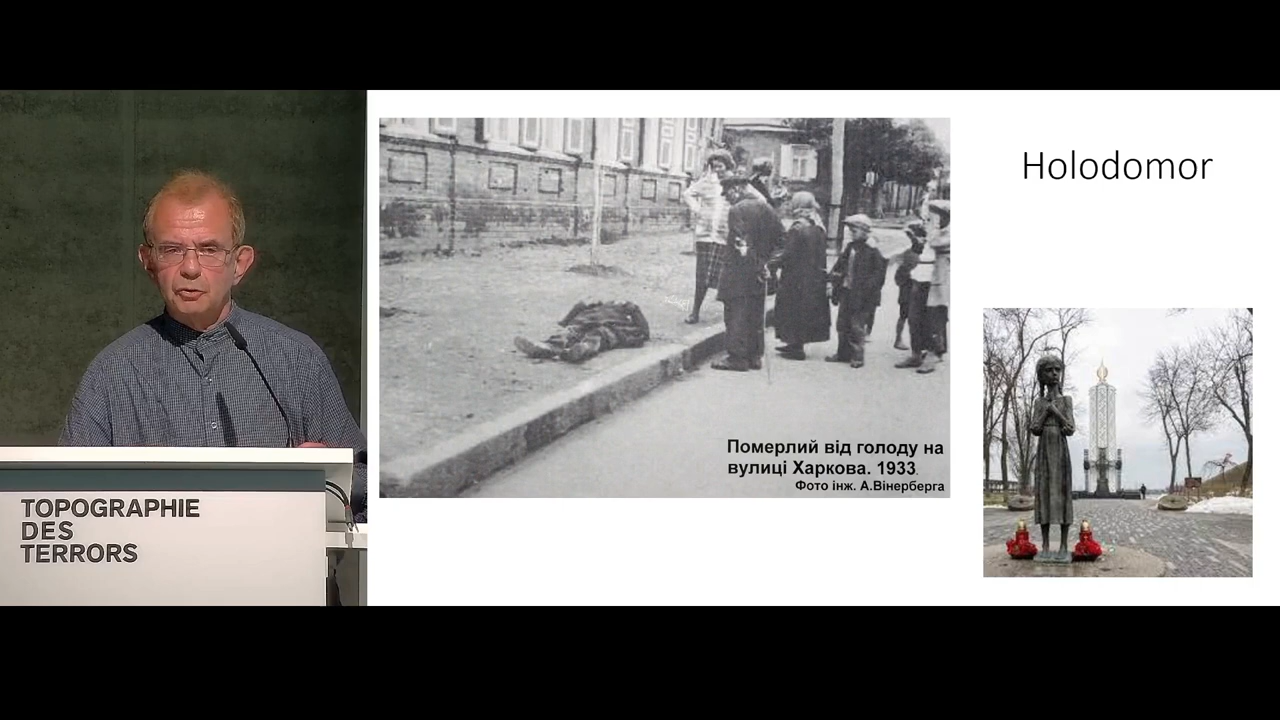 TOPOGRAPHIE
DES
TERRORS
Holodomor
Померлий від голоду на
вулиці Харкова. 1933.
Фото інж. А.Вінерберга